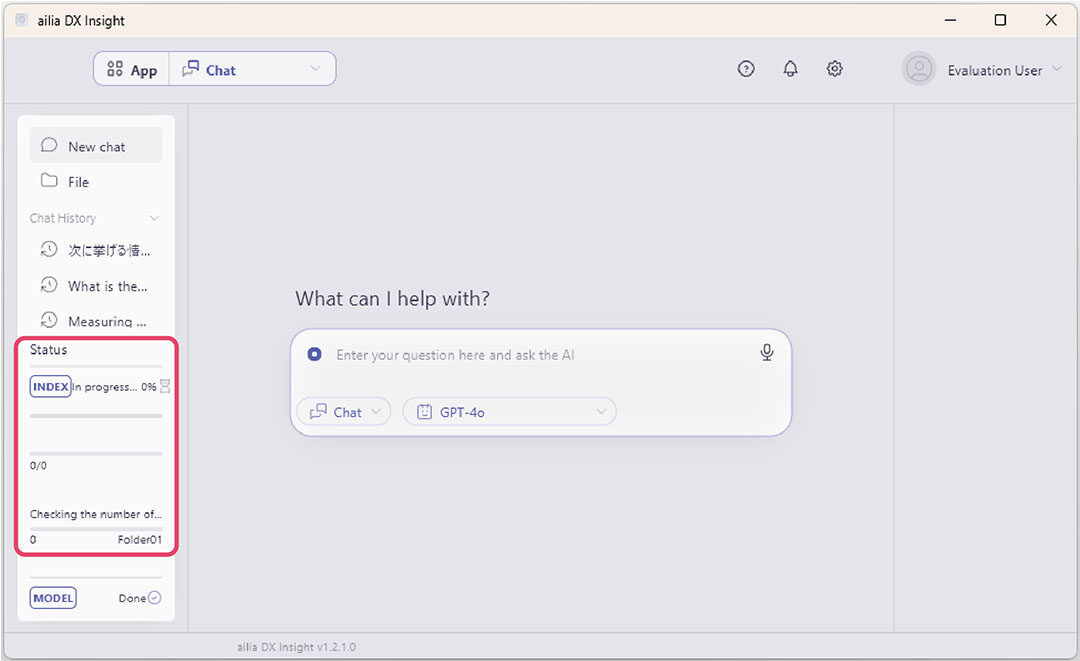 ailia DX Insight
App
Chat
Evaluation User
New chat
File
Chat History
次に挙げる情...
What is the...
Measuring ...
Status
INDEX In progress... 0%
0/0
Checking the number of...
0 Folder01
MODEL Done
What can I help with?
Enter your question here and ask the AI
Chat
GPT-4o
ailia DX Insight v1.2.1.0